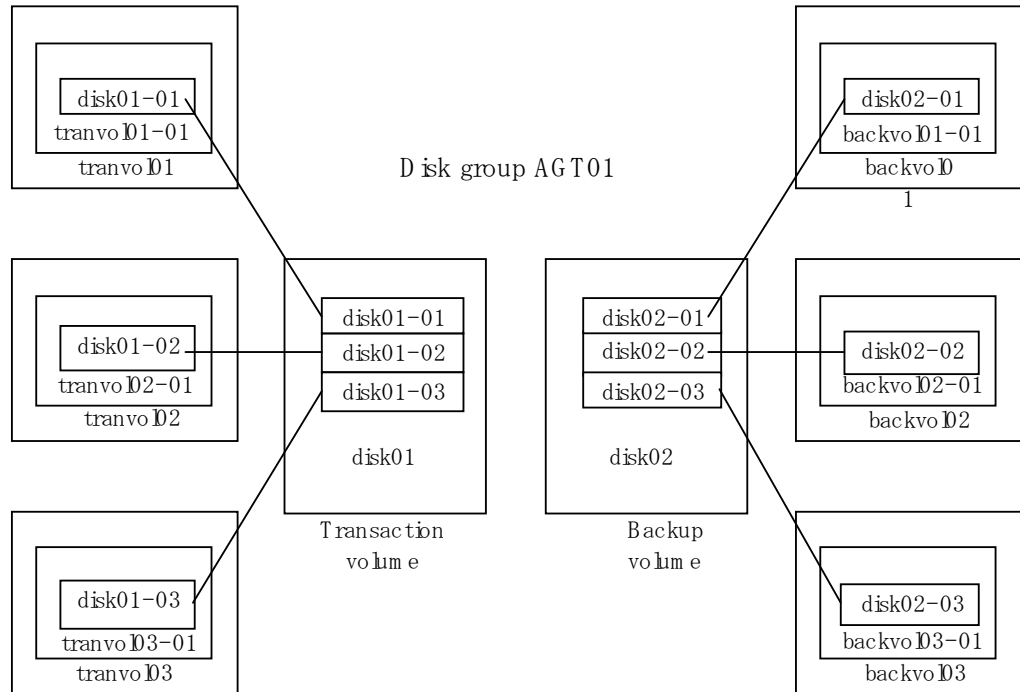 disk01-01
tranvol01-01
tranvol01
Disk group AGT01
disk02-01
backvol01-01
backvol0
1
disk01-02
tranvol02-01
tranvol02
disk01-01
disk01-02
disk01-03
disk01
Transaction
volume
disk02-01
disk02-02
disk02-03
disk02
Backup
volume
disk02-02
backvol02-01
backvol02
disk01-03
tranvol03-01
tranvol03
disk02-03
backvol03-01
backvol03